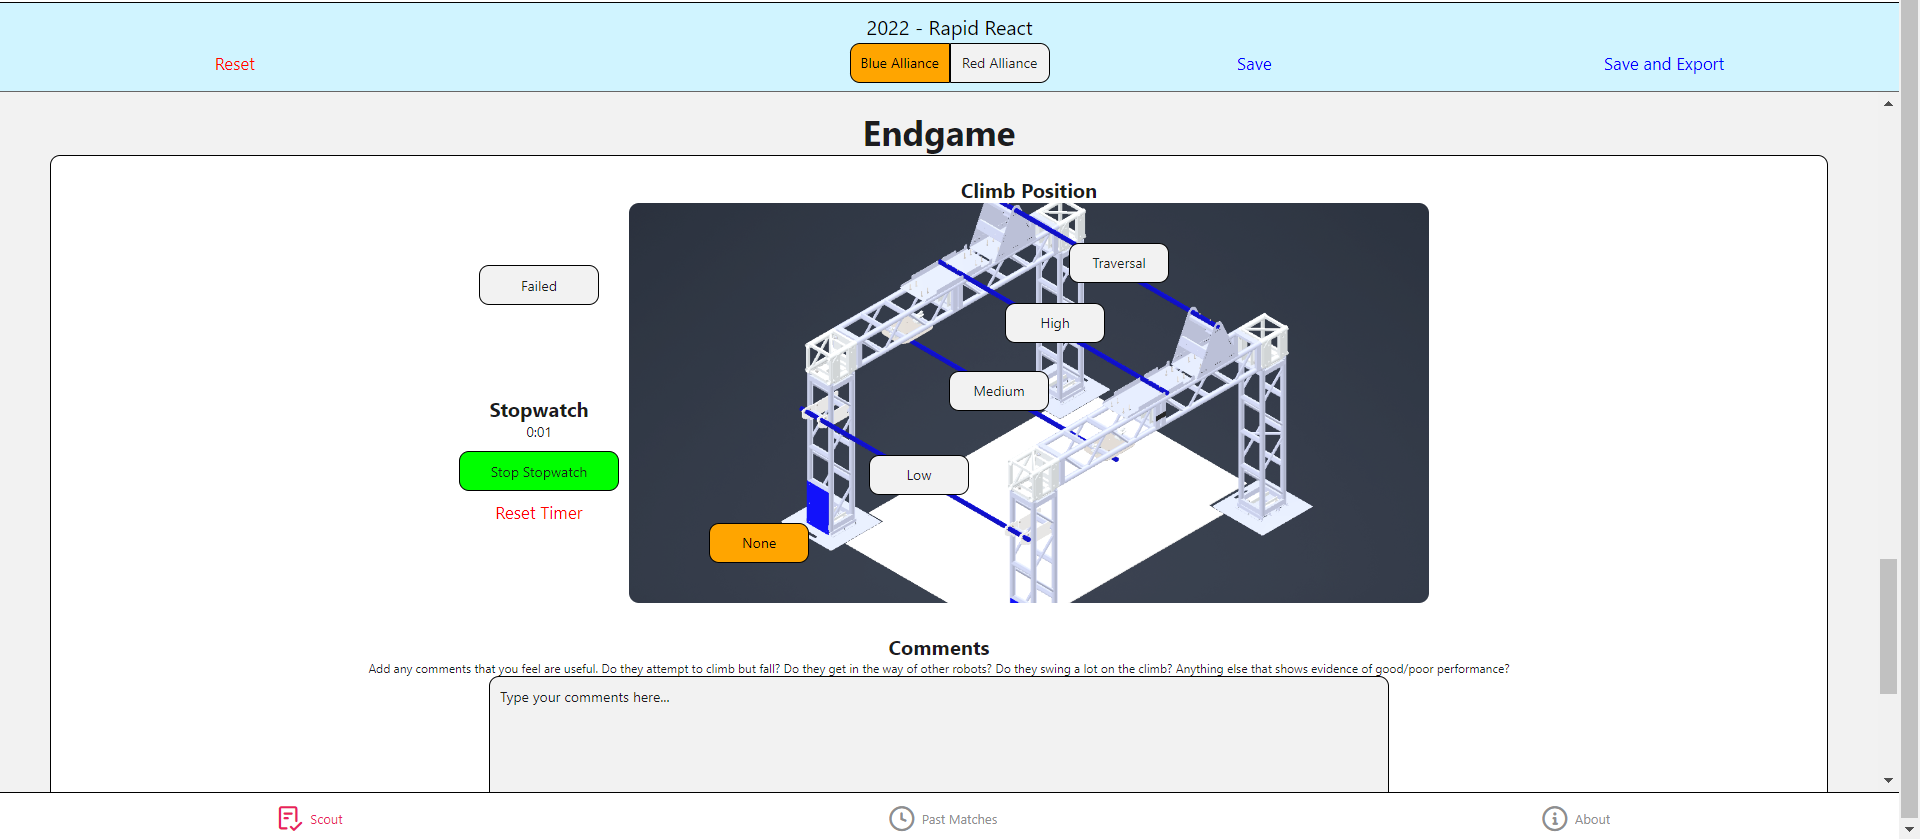 2022 - Rapid React
Reset
Blue Alliance
Red Alliance
Save
Save and Export
Endgame
Climb Position
Failed
Traversal
High
Medium
Low
None
Stopwatch
0:01
Stop Stopwatch
Reset Timer
Comments
Add any comments that you feel are useful. Do they attempt to climb but fall? Do they get in the way of other robots? Do they swing a lot on the climb? Anything else that shows evidence of good/poor performance?
Type your comments here...
Scout
Past Matches
About